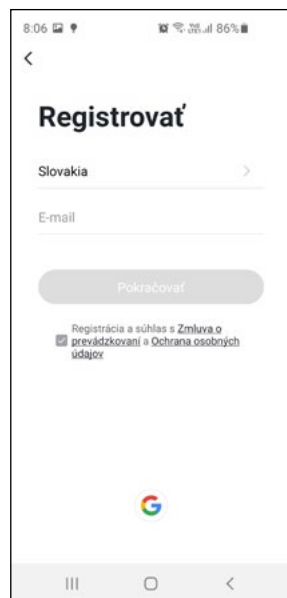 8:06 86%
Registrovať
Slovakia
E-mail
Pokračovať
Registrácia a súhlas s Zmluva o
prevádzkovaní a Ochrana osobných
údajov